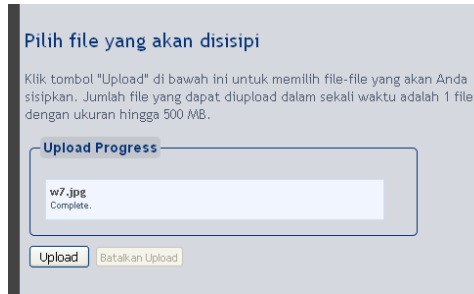 Pilih file yang akan disisipi
Klik tombol "Upload" di bawah ini untuk memilih file-file yang akan Anda
sisipkan. Jumlah file yang dapat diupload dalam sekali waktu adalah 1 file
dengan ukuran hingga 500 MB.
Upload Progress
w7.jpg
Complete.
Upload Batalkan Upload